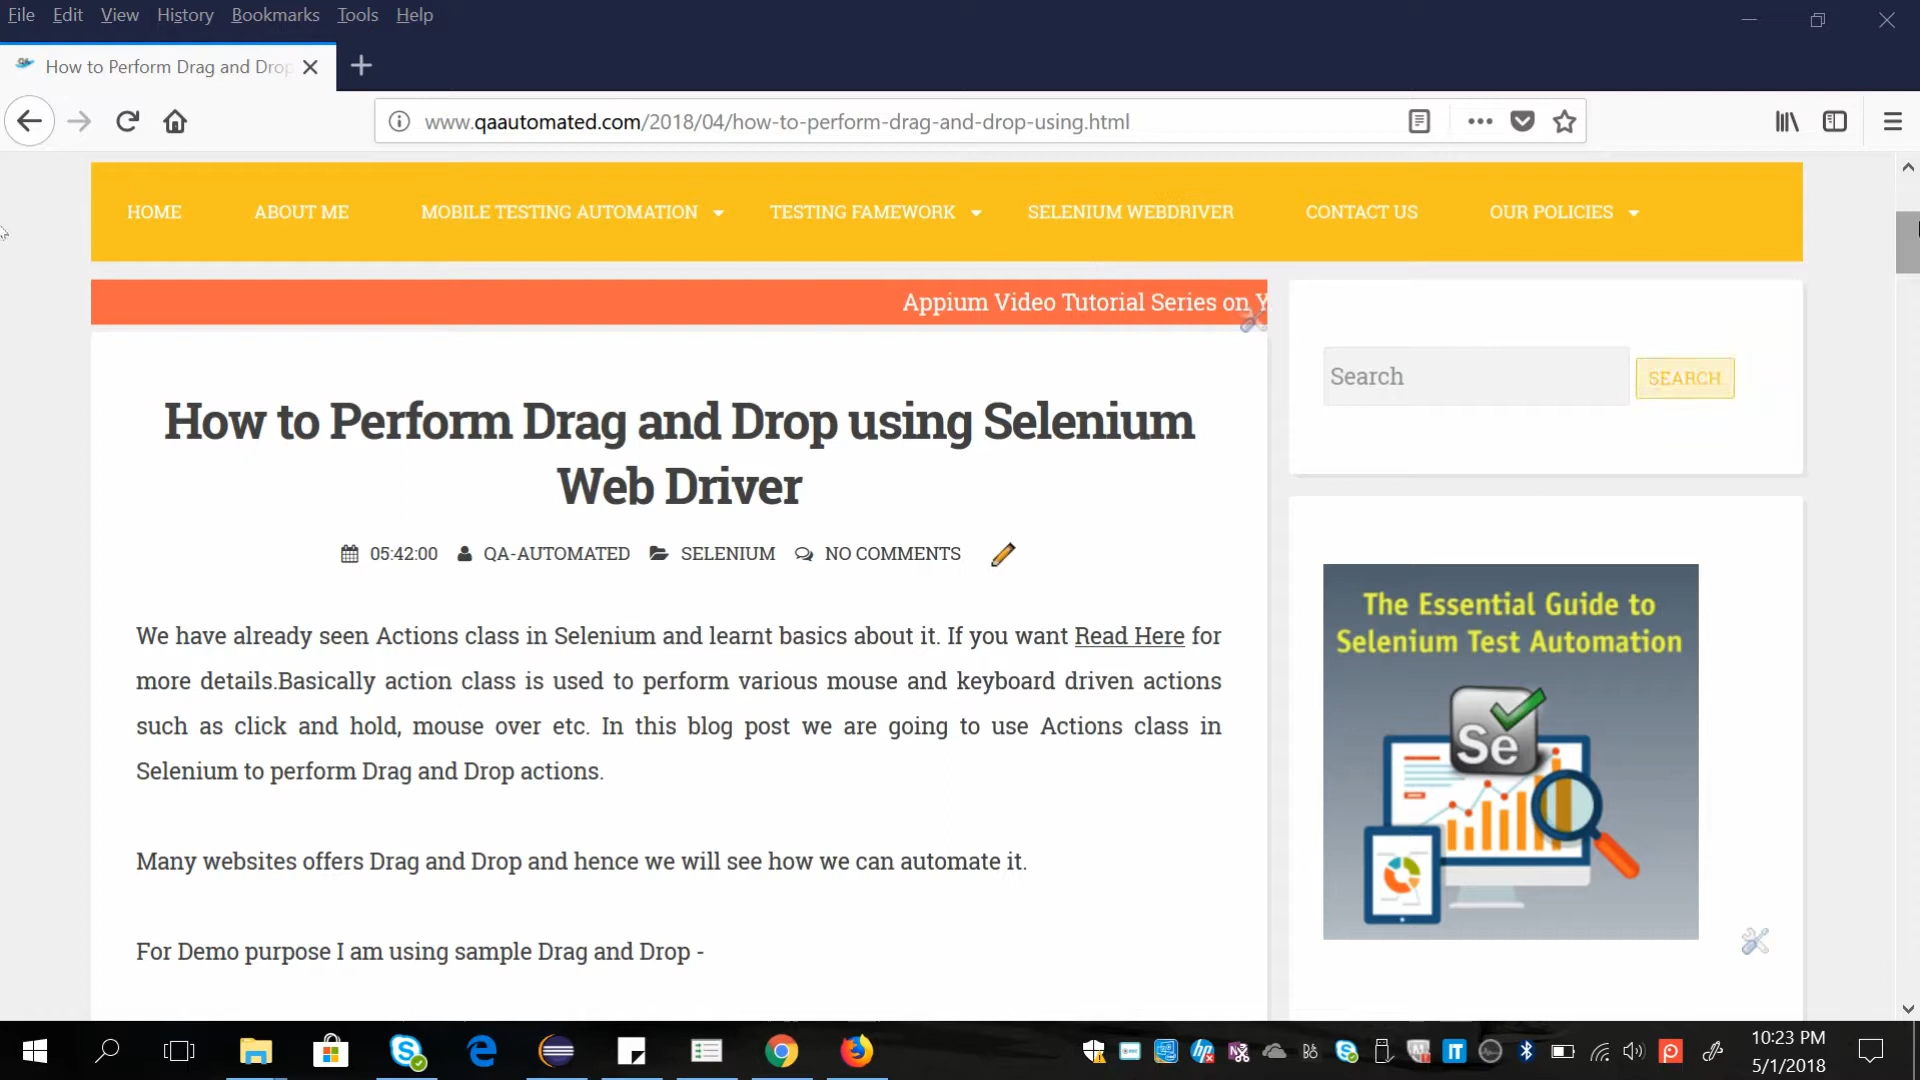 File Edit View History Bookmarks Tools Help
How to Perform Drag and Drop
www.qaautomated.com/2018/04/how-to-perform-drag-and-drop-using.html
HOME ABOUT ME MOBILE TESTING AUTOMATION TESTING FAMEWORK SELENIUM WEBDRIVER CONTACT US OUR POLICIES
Appium Video Tutorial Series on Y
Search SEARCH
How to Perform Drag and Drop using Selenium
Web Driver
05:42:00 QA-AUTOMATED SELENIUM NO COMMENTS
We have already seen Actions class in Selenium and learnt basics about it. If you want Read Here for
more details.Basically action class is used to perform various mouse and keyboard driven actions
such as click and hold, mouse over etc. In this blog post we are going to use Actions class in
Selenium to perform Drag and Drop actions.
Many websites offers Drag and Drop and hence we will see how we can automate it.
For Demo purpose I am using sample Drag and Drop -
The Essential Guide to
Selenium Test Automation
Se
10:23 PM
5/1/2018